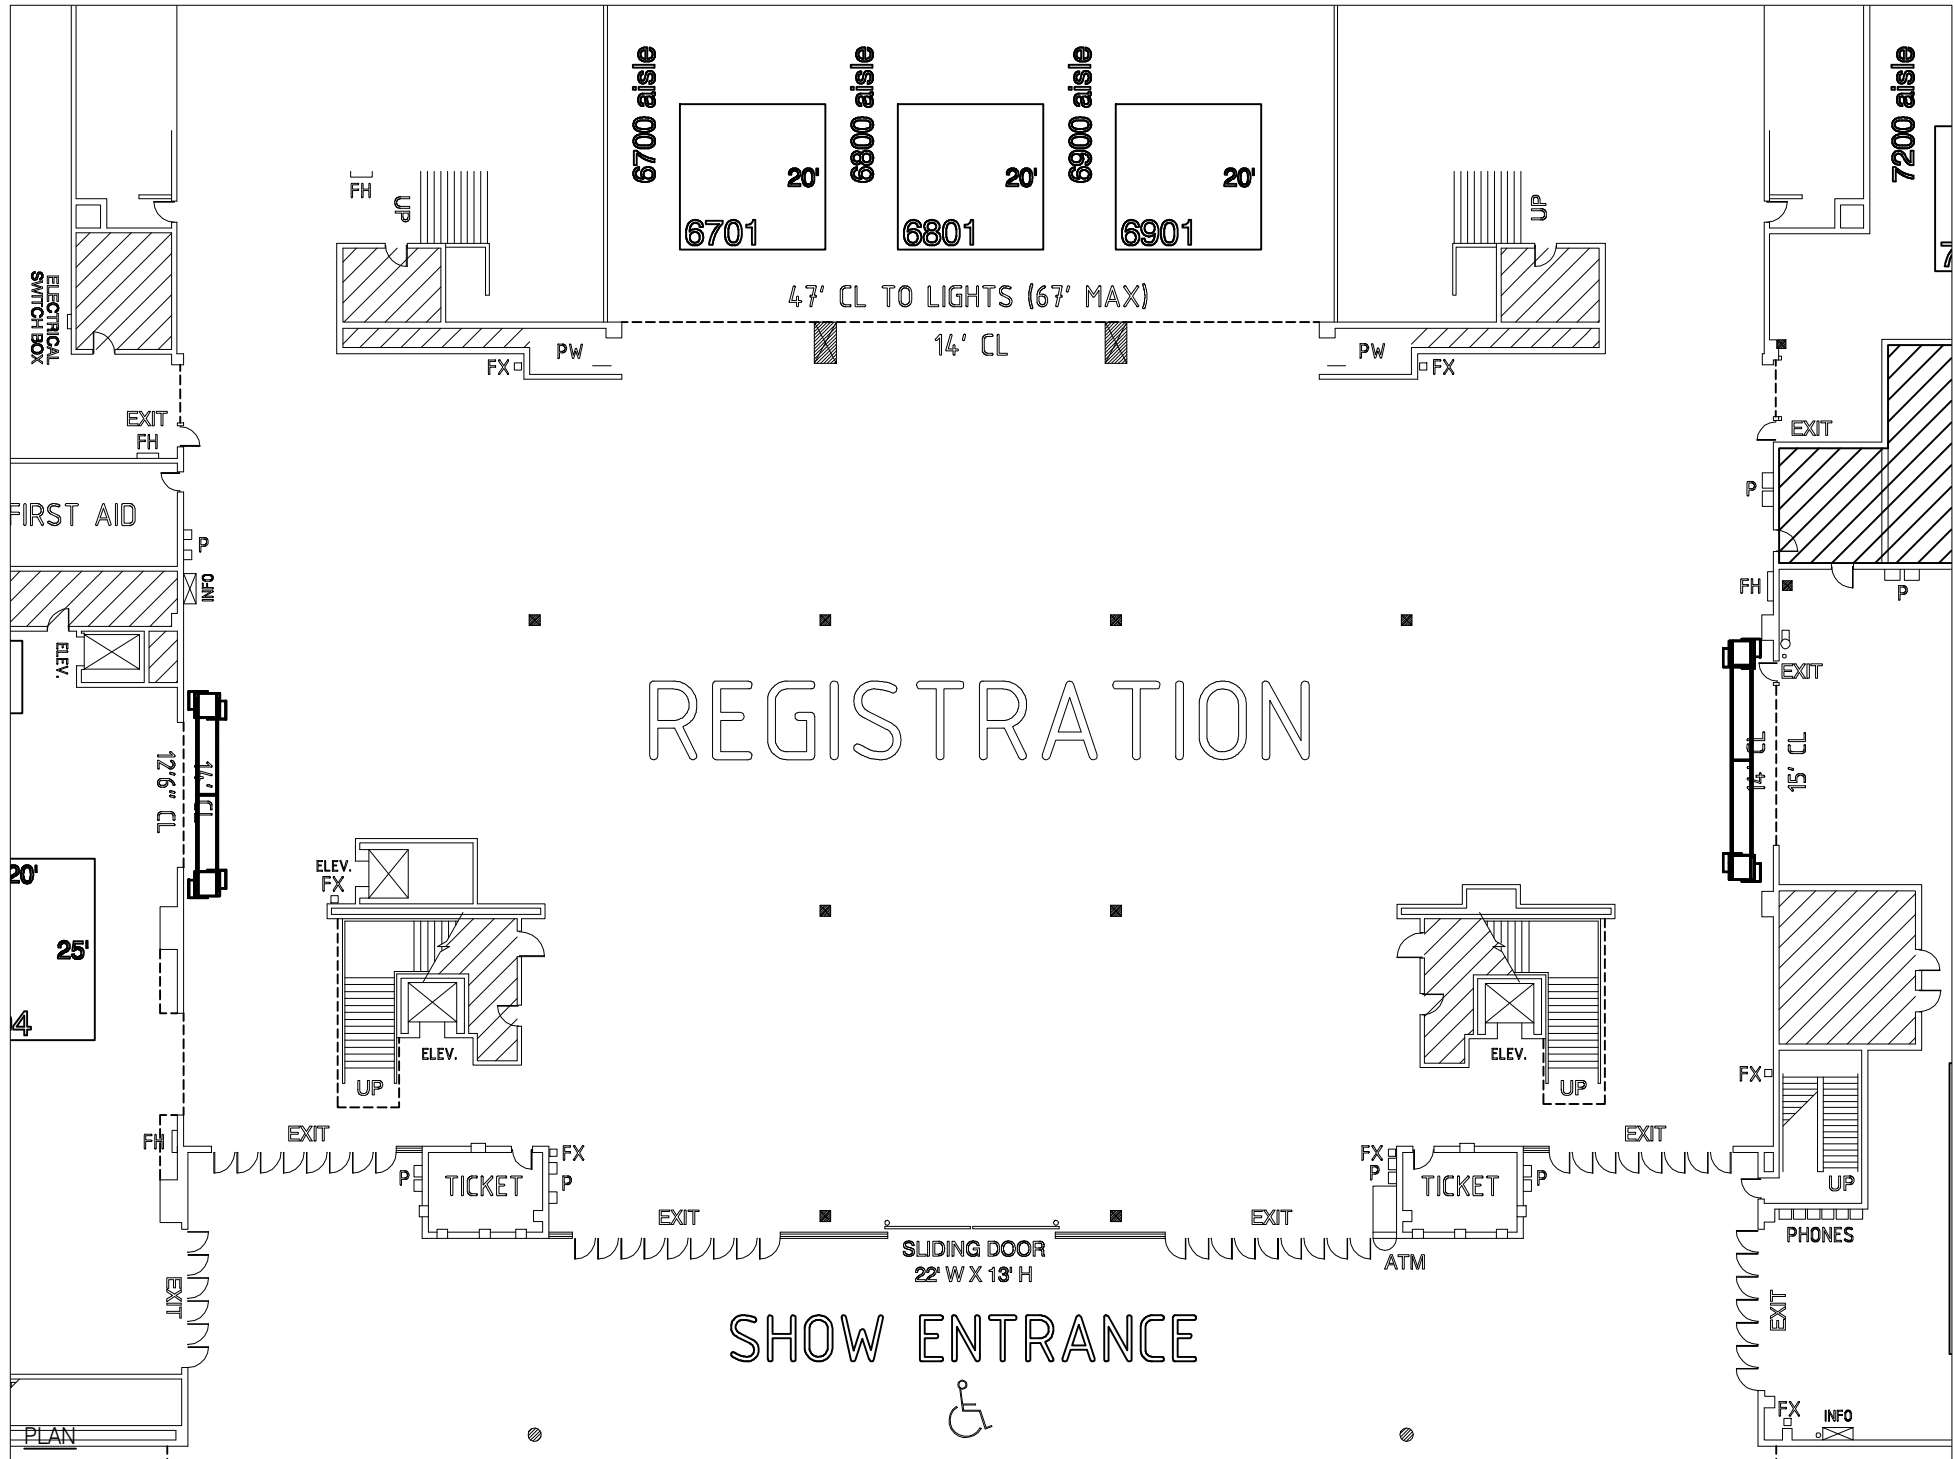 6700 aisle
6800 aisle
6900 aisle
7200 aisle
20'
20'
20'
6701
6801
6901
FH
UP
UP
ELECTRICAL
SWITCH BOX
47' CL TO LIGHTS (67' MAX)
14' CL
PW
PW
FX
FX
EXIT
FH
EXIT
FIRST AID
P
P
INFO
FH
P
ELEV.
EXIT
REGISTRATION
12'6" CL
14' CL
14' CL
15' CL
20'
25'
04
ELEV.
FX
ELEV.
UP
ELEV.
UP
FX
FH
EXIT
EXIT
FX
P
TICKET
P
FX
P
TICKET
P
UP
EXIT
EXIT
PHONES
SLIDING DOOR
22' W X 13' H
ATM
EXIT
EXIT
SHOW ENTRANCE
FX
INFO
PLAN